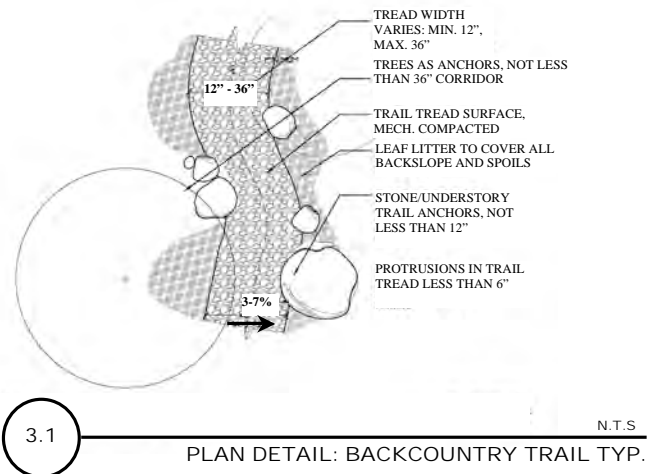 TREAD WIDTH
VARIES: MIN. 12”,
MAX. 36”
TREES AS ANCHORS, NOT LESS
THAN 36” CORRIDOR
12” - 36”
TRAIL TREAD SURFACE,
MECH. COMPACTED
LEAF LITTER TO COVER ALL
BACKSLOPE AND SPOILS
STONE/UNDERSTORY
TRAIL ANCHORS, NOT
LESS THAN 12”
PROTRUSIONS IN TRAIL
TREAD LESS THAN 6”
3-7%
3.1
N.T.S
PLAN DETAIL: BACKCOUNTRY TRAIL TYP.